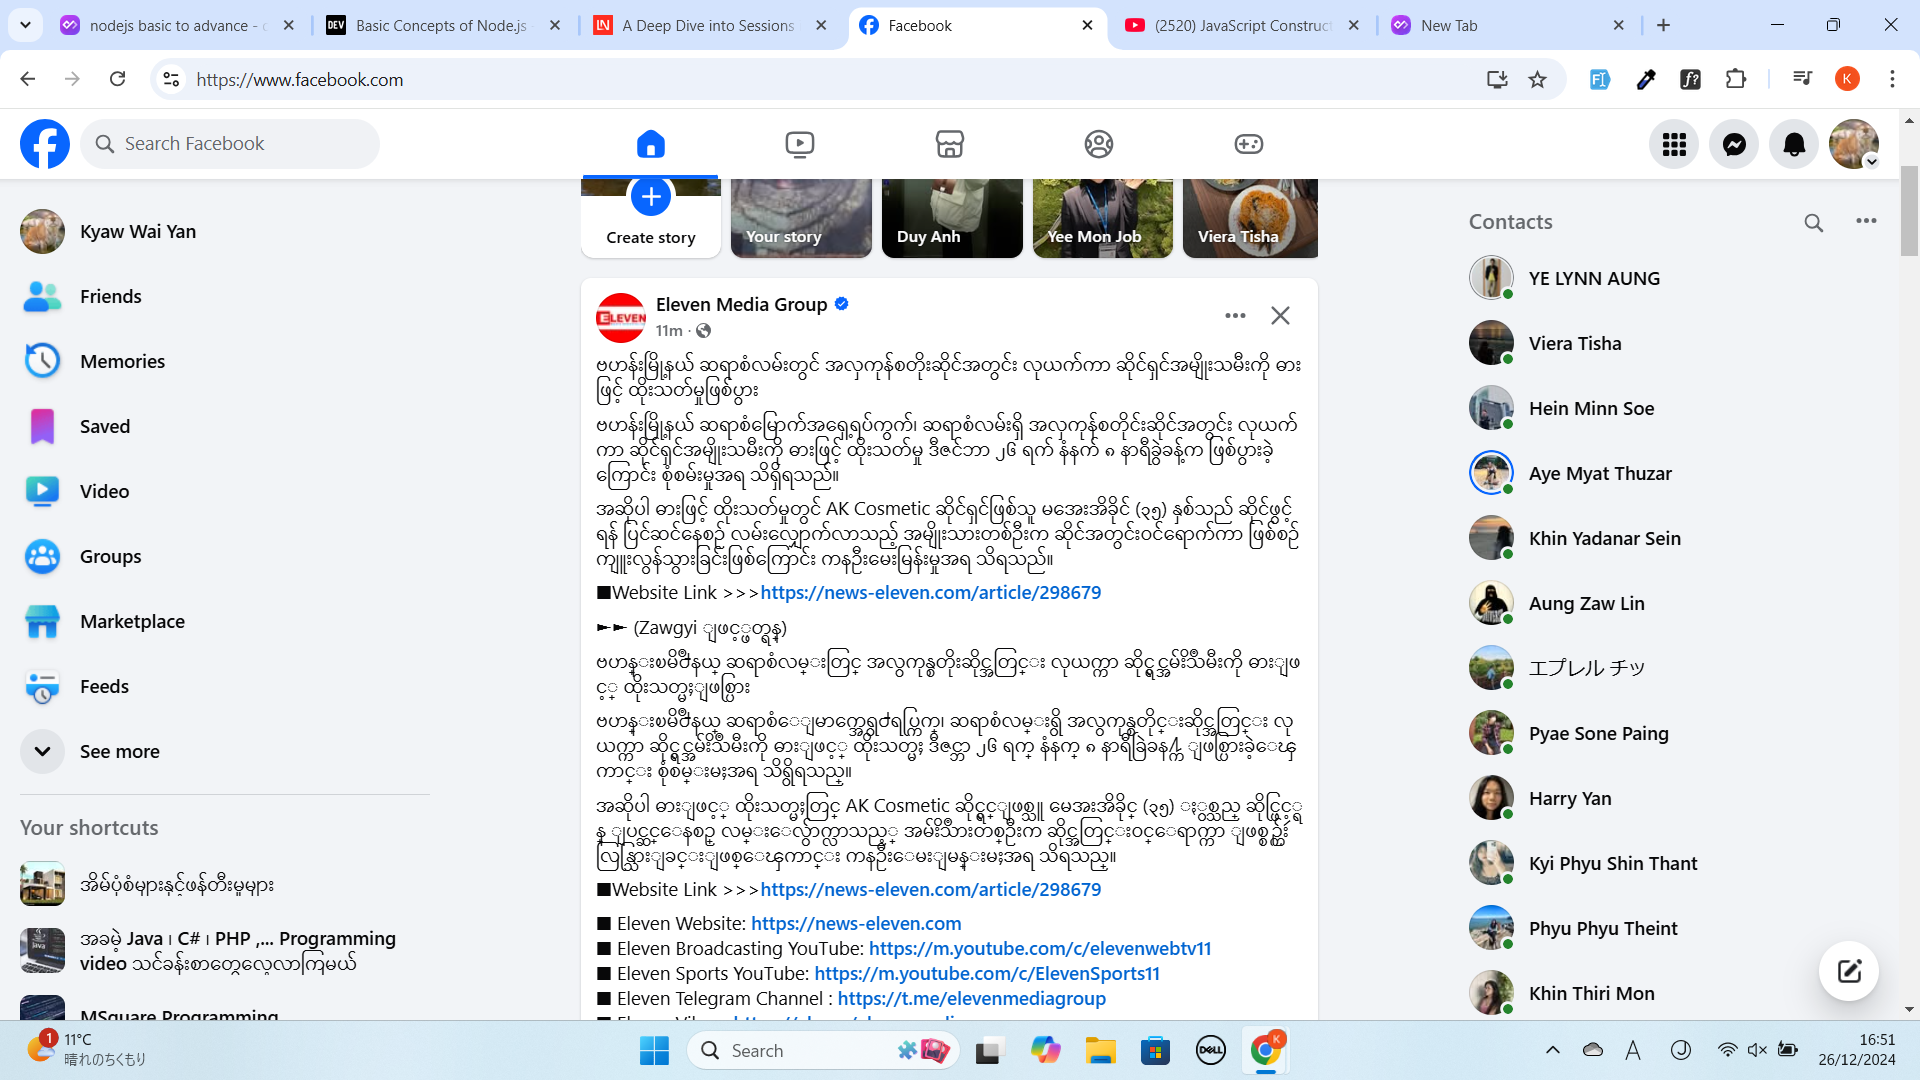 nodejs basic to advance - c
Basic Concepts of Node.js -
A Deep Dive into Sessions
Facebook
(2520) JavaScript Construct
New Tab
https://www.facebook.com
K
Search Facebook
Kyaw Wai Yan
Friends
Memories
Saved
Video
Groups
Marketplace
Feeds
See more
Your shortcuts
အိမ်ပုံစံများနှင့်ဖန်တီးမှုများ
အခမဲ့ Java ၊ C# ၊ PHP ,... Programming
video သင်ခန်းစာတွေလေ့လာကြမယ်
MSquare Programming
Create story
Your story
Duy Anh
Yee Mon Job
Viera Tisha
Eleven Media Group
11m
ဗဟန်းမြို့နယ် ဆရာစံလမ်းတွင် အလှကုန်စတိုးဆိုင်အတွင်း လုယက်ကာ ဆိုင်ရှင်အမျိုးသမီးကို ဓား
ဖြင့် ထိုးသတ်မှုဖြစ်ပွား
ဗဟန်းမြို့နယ် ဆရာစံမြောက်အရှေ့ရပ်ကွက်၊ ဆရာစံလမ်းရှိ အလှကုန်စတိုင်းဆိုင်အတွင်း လုယက်
ကာ ဆိုင်ရှင်အမျိုးသမီးကို ဓားဖြင့် ထိုးသတ်မှု ဒီဇင်ဘာ ၂၆ ရက် နံနက် ၈ နာရီခွဲခန့်က ဖြစ်ပွားခဲ့
ကြောင်း စုံစမ်းမှုအရ သိရှိရသည်။
အဆိုပါ ဓားဖြင့် ထိုးသတ်မှုတွင် AK Cosmetic ဆိုင်ရှင်ဖြစ်သူ မအေးအိခိုင် (၃၅) နှစ်သည် ဆိုင်ဖွင့်
ရန် ပြင်ဆင်နေစဉ် လမ်းလျှောက်လာသည့် အမျိုးသားတစ်ဦးက ဆိုင်အတွင်းဝင်ရောက်ကာ ဖြစ်စဉ်
ကျူးလွန်သွားခြင်းဖြစ်ကြောင်း ကနဦးမေးမြန်းမှုအရ သိရသည်။
■Website Link >>>https://news-eleven.com/article/298679
►► (Zawgyi ျဖင့္ဖတ္ရန္)
ဗဟန္းၿမိဳ႕နယ္ ဆရာစံလမ္းတြင္ အလွကုန္စတိုးဆိုင္အတြင္း လုယက္ကာ ဆိုင္ရွင္အမ်ိဳးသမီးကို ဓားျဖ
င့္ ထိုးသတ္မႈျဖစ္ပြား
ဗဟန္းၿမိဳ႕နယ္ ဆရာစံေျမာက္အေရွ႕ရပ္ကြက္၊ ဆရာစံလမ္းရွိ အလွကုန္စတိုင္းဆိုင္အတြင္း လု
ယက္ကာ ဆိုင္ရွင္အမ်ိဳးသမီးကို ဓားျဖင့္ ထိုးသတ္မႈ ဒီဇင္ဘာ ၂၆ ရက္ နံနက္ ၈ နာရီခြဲခန႔္က ျဖစ္ပြားခဲ့ေၾ
ကာင္း စုံစမ္းမႈအရ သိရွိရသည္။
အဆိုပါ ဓားျဖင့္ ထိုးသတ္မႈတြင္ AK Cosmetic ဆိုင္ရွင္ျဖစ္သူ မေအးအိခိုင္ (၃၅) ႏွစ္သည္ ဆိုင္ဖြင့္ရ
န္ ျပင္ဆင္ေနစဥ္ လမ္းေလွ်ာက္လာသည့္ အမ်ိဳးသားတစ္ဦးက ဆိုင္အတြင္းဝင္ေရာက္ကာ ျဖစ္စဥ္က်ဴး
လြန္သြားျခင္းျဖစ္ေၾကာင္း ကနဦးေမးျမန္းမႈအရ သိရသည္။
■Website Link >>>https://news-eleven.com/article/298679
■ Eleven Website: https://news-eleven.com
■ Eleven Broadcasting YouTube: https://m.youtube.com/c/elevenwebtv11
■ Eleven Sports YouTube: https://m.youtube.com/c/ElevenSports11
■ Eleven Telegram Channel : https://t.me/elevenmediagroup
Contacts
YE LYNN AUNG
Viera Tisha
Hein Minn Soe
Aye Myat Thuzar
Khin Yadanar Sein
Aung Zaw Lin
エプレル チッ
Pyae Sone Paing
Harry Yan
Kyi Phyu Shin Thant
Phyu Phyu Theint
Khin Thiri Mon
1
11°C
晴れのちくもり
Search
DELL
K
A
J
16:51
26/12/2024